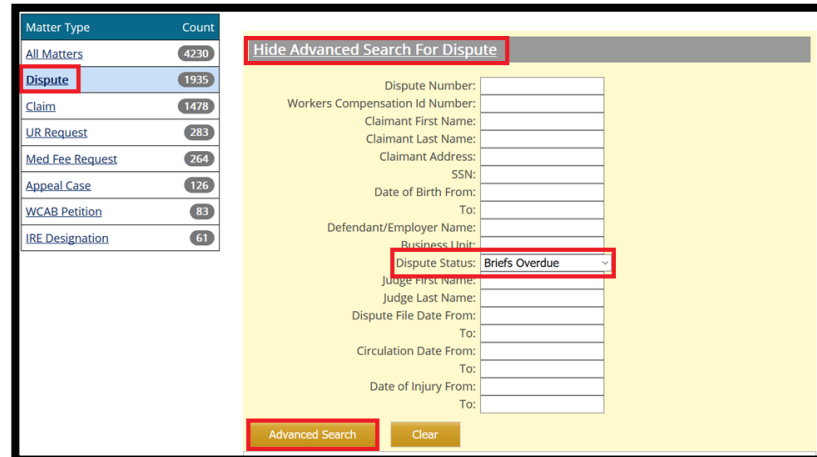 Matter Type Count
All Matters 4230
Dispute 1935
Claim 1478
UR Request 283
Med Fee Request 264
Appeal Case 126
WCAB Petition 83
IRE Designation 61
Hide Advanced Search For Dispute
Dispute Number:
Workers Compensation Id Number:
Claimant First Name:
Claimant Last Name:
Claimant Address:
SSN:
Date of Birth From:
To:
Defendant/Employer Name:
Business Unit:
Dispute Status: Briefs Overdue
Judge First Name:
Judge Last Name:
Dispute File Date From:
To:
Circulation Date From:
To:
Date of Injury From:
To:
Advanced Search Clear